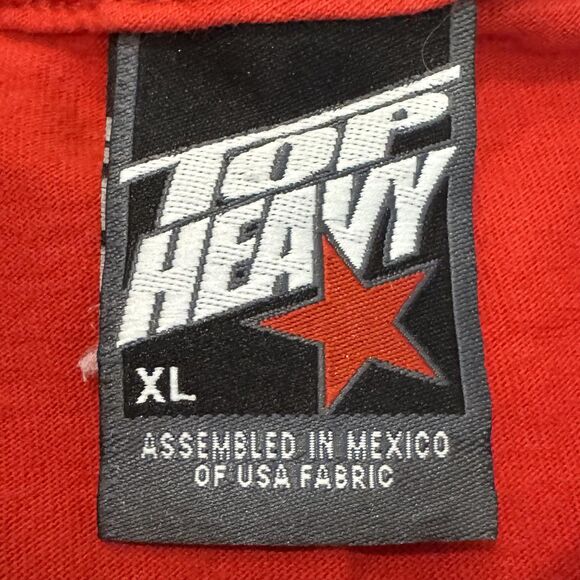 TOP
HEAVY
XL
ASSEMBLED IN MEXICO
OF USA FABRIC